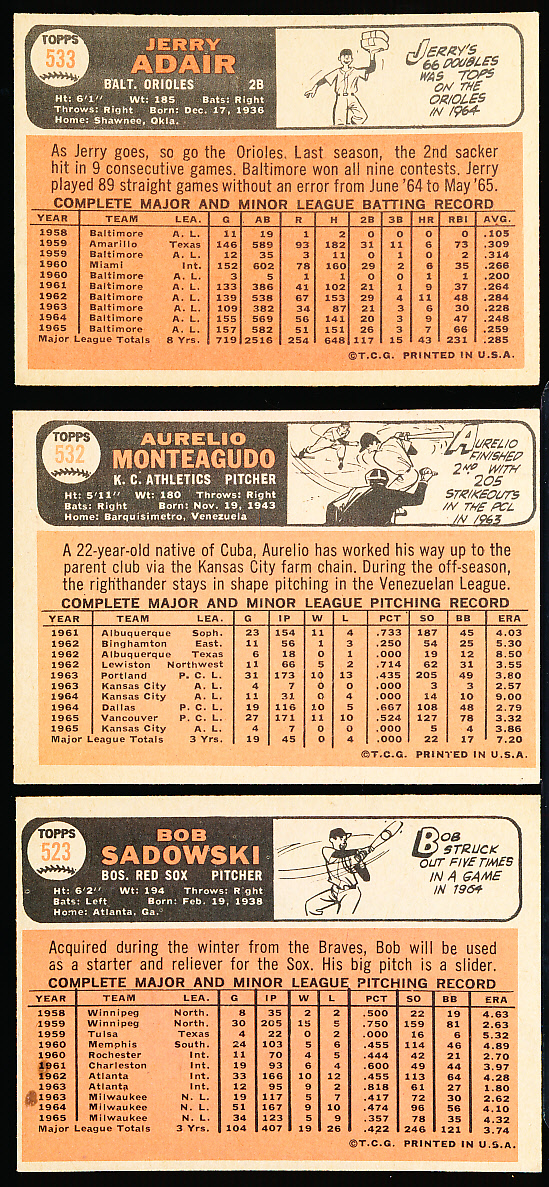 TOPPS
533
JERRY
ADAIR
BALT. ORIOLES 2B
Ht: 6'1" Wt: 185 Bats: Right
Throws: Right Born: Dec. 17, 1936
Home: Shawnee, Okla.
JERRY'S
66 DOUBLES
WAS TOPS
ON THE
ORIOLES
IN 1964
As Jerry goes, so go the Orioles. Last season, the 2nd sacker
hit in 9 consecutive games. Baltimore won all nine contests. Jerry
played 89 straight games without an error from June '64 to May '65.
COMPLETE MAJOR AND MINOR LEAGUE BATTING RECORD
YEAR TEAM LEA. G AB R H 2B 3B HR RBI AVG.
1958 Baltimore A. L. 11 19 1 2 0 0 0 0 .105
1959 Amarillo Texas 146 589 93 182 31 11 6 73 .309
1959 Baltimore A. L. 12 35 3 11 0 1 0 2 .314
1960 Miami Int. 152 602 78 160 29 2 6 35 .266
1960 Baltimore A. L. 3 5 1 1 0 0 1 1 .200
1961 Baltimore A. L. 133 386 41 102 21 1 9 37 .264
1962 Baltimore A. L. 139 538 67 153 29 4 11 48 .284
1963 Baltimore A. L. 109 382 34 87 21 3 6 30 .228
1964 Baltimore A. L. 155 569 56 141 20 3 9 47 .248
1965 Baltimore A. L. 157 582 51 151 26 3 7 66 .259
Major League Totals 8 Yrs. 719 2516 254 648 117 15 43 231 .285
©T.C.G. PRINTED IN U.S.A.
TOPPS
532
AURELIO
MONTEAGUDO
K. C. ATHLETICS PITCHER
Ht: 5'11" Wt: 180 Throws: Right
Bats: Right Born: Nov. 19, 1943
Home: Barquisimetro, Venezuela
AURELIO
FINISHED
2ND WITH
205
STRIKEOUTS
IN THE PCL
IN 1963
A 22-year-old native of Cuba, Aurelio has worked his way up to the
parent club via the Kansas City farm chain. During the off-season,
the righthander stays in shape pitching in the Venezuelan League.
COMPLETE MAJOR AND MINOR LEAGUE PITCHING RECORD
YEAR TEAM LEA. G IP W L PCT SO BB ERA
1961 Albuquerque Soph. 23 154 11 4 .733 187 45 4.03
1962 Binghamton East. 11 56 1 3 .250 54 25 5.30
1962 Albuquerque Texas 6 18 0 1 .000 19 12 8.50
1962 Lewiston Northwest 11 66 5 2 .714 62 31 3.55
1963 Portland P. C. L. 31 173 10 13 .435 205 49 3.80
1963 Kansas City A. L. 4 7 0 0 .000 3 3 2.57
1964 Kansas City A. L. 11 31 0 4 .000 14 10 9.00
1964 Dallas P. C. L. 19 116 10 5 .667 108 48 2.79
1965 Vancouver P. C. L. 27 171 11 10 .524 127 78 3.32
1965 Kansas City A. L. 4 7 0 0 .000 5 4 3.86
Major League Totals 3 Yrs. 19 45 0 4 .000 22 17 7.20
©T.C.G. PRINTED IN U.S.A.
TOPPS
523
BOB
SADOWSKI
BOS. RED SOX PITCHER
Ht: 6'2" Wt: 194 Throws: Right
Bats: Left Born: Feb. 19, 1938
Home: Atlanta, Ga.
BOB
STRUCK
OUT FIVE TIMES
IN A GAME
IN 1964
Acquired during the winter from the Braves, Bob will be used
as a starter and reliever for the Sox. His big pitch is a slider.
COMPLETE MAJOR AND MINOR LEAGUE PITCHING RECORD
YEAR TEAM LEA. G IP W L PCT SO BB ERA
1958 Winnipeg North. 8 35 2 2 .500 22 19 4.63
1959 Winnipeg North. 30 205 15 5 .750 159 81 2.63
1959 Tulsa Texas 4 22 0 2 .000 16 6 5.32
1960 Memphis South. 24 103 5 6 .455 114 46 4.89
1960 Rochester Int. 11 70 4 5 .444 42 21 2.70
1961 Charleston Int. 19 93 6 4 .600 49 44 3.97
1962 Atlanta Int. 33 166 10 12 .455 113 64 4.28
1963 Atlanta Int. 12 95 9 2 .818 61 27 1.80
1963 Milwaukee N. L. 19 117 5 7 .417 72 30 2.62
1964 Milwaukee N. L. 51 167 9 10 .474 96 56 4.10
1965 Milwaukee N. L. 34 123 5 9 .357 78 35 4.32
Major League Totals 3 Yrs. 104 407 19 26 .422 246 121 3.74
©T.C.G. PRINTED IN U.S.A.